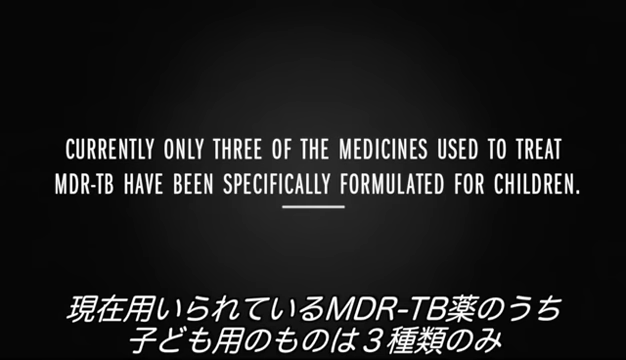 CURRENTLY ONLY THREE OF THE MEDICINES USED TO TREAT
MDR-TB HAVE BEEN SPECIFICALLY FORMULATED FOR CHILDREN.
現在用いられているMDR-TB薬のうち
子ども用のものは３種類のみ